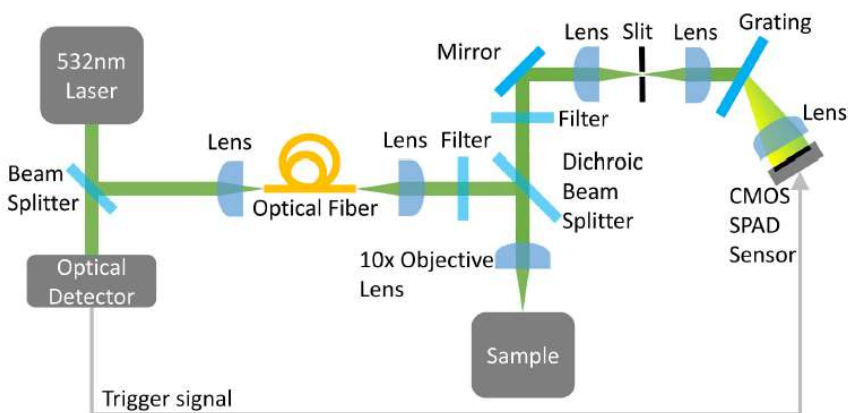 532nm
Laser
Beam
Splitter
Optical
Detector
Lens
Optical Fiber
Lens
Filter
Mirror
Filter
Dichroic
Beam
Splitter
10x Objective
Lens
Sample
Lens
Slit
Lens
Grating
Lens
CMOS
SPAD
Sensor
Trigger signal